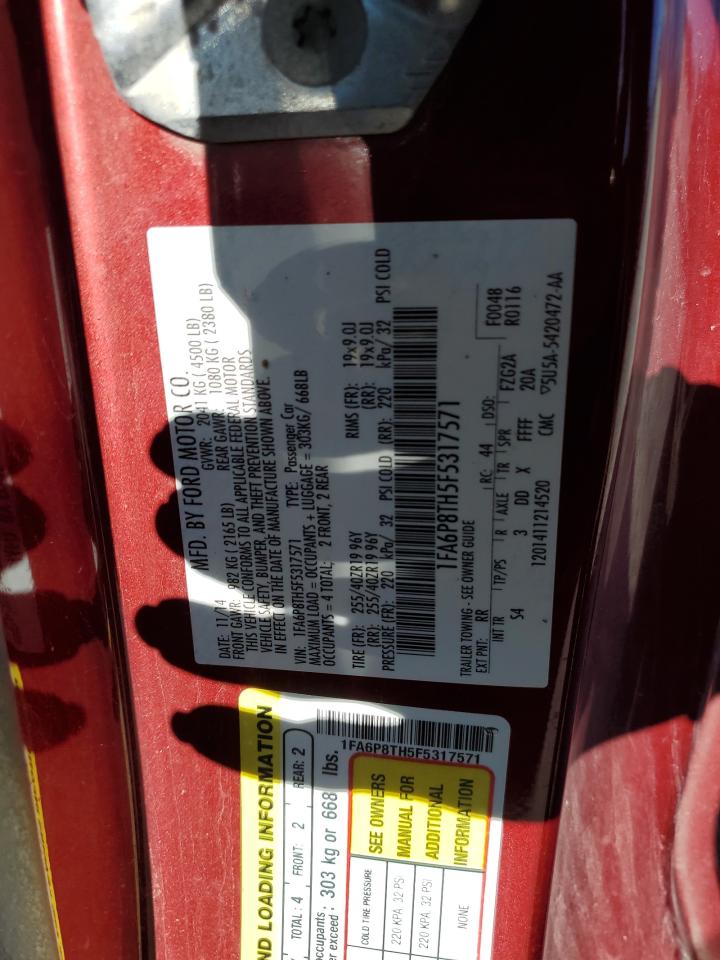 MFD. BY FORD MOTOR CO.
DATE: 11/14 GVWR: 2041 KG ( 4500 LB)
FRONT GAWR: 982 KG ( 2165 LB) REAR GAWR: 1080 KG ( 2380 LB)
THIS VEHICLE CONFORMS TO ALL APPLICABLE FEDERAL MOTOR
VEHICLE SAFETY, BUMPER, AND THEFT PREVENTION STANDARDS
IN EFFECT ON THE DATE OF MANUFACTURE SHOWN ABOVE.
VIN: 1FA6P8TH5F5317571 TYPE: Passenger Car
MAXIMUM LOAD = OCCUPANTS + LUGGAGE = 303KG/ 668LB
OCCUPANTS = 4 TOTAL: 2 FRONT, 2 REAR
TIRE (FR): 255/40ZR19 96Y RIMS (FR): 19x9.0J
(RR): 255/40ZR19 96Y (RR): 19x9.0J
PRESSURE (FR): 220 kPa/ 32 PSI COLD (RR): 220 kPa/ 32 PSI COLD
1FA6P8TH5F5317571
TRAILER TOWING - SEE OWNER GUIDE
EXT PNT: RR RC: 44 DSO: F0048
R0116
INT TR TP/PS R AXLE TR SPR FZG2A
S4 3 DD X FFFF 20A
1201411214520 CMC 5U5A-5420472-AA
ND LOADING INFORMATION
TOTAL: 4 FRONT: 2 REAR: 2
occupants: 303 kg or 668 lbs.
er exceed:
1FA6P8TH5F5317571
COLD TIRE PRESSURE
220 KPA 32 PSI
220 KPA 32 PSI
NONE
SEE OWNERS
MANUAL FOR
ADDITIONAL
INFORMATION